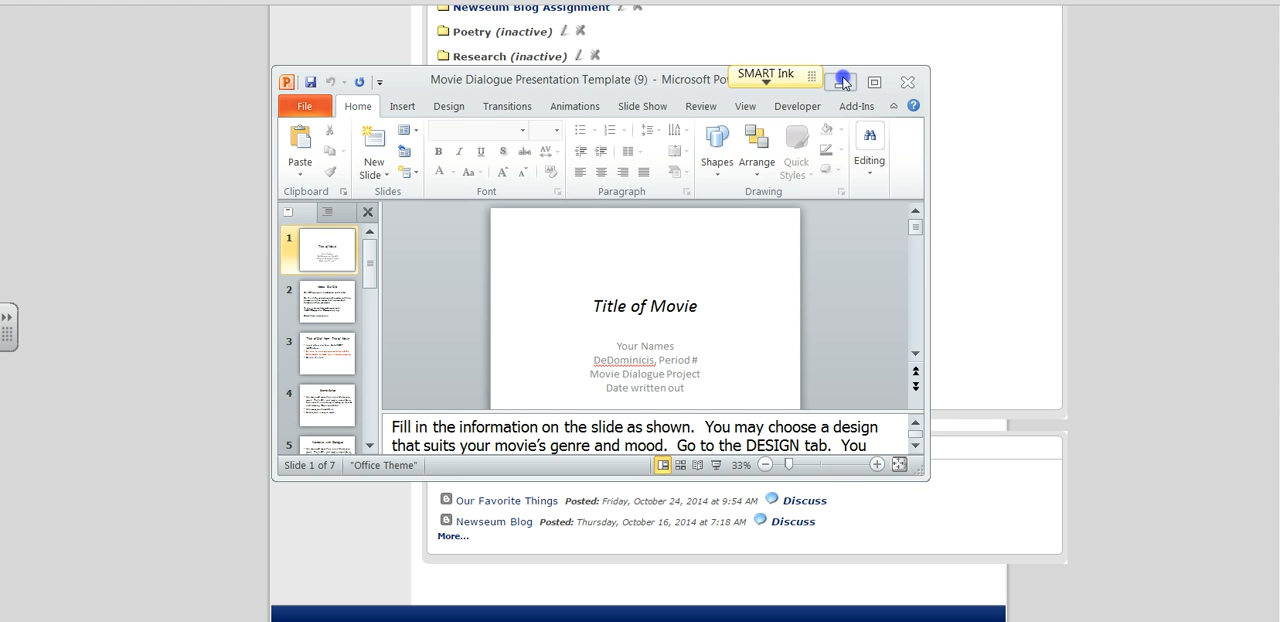 Newseum Blog Assignment
Poetry (inactive)
Research (inactive)
Movie Dialogue Presentation Template (9) - Microsoft Po
SMART Ink
File Home Insert Design Transitions Animations Slide Show Review View Developer Add-Ins
Paste
New
Slide
Shapes Arrange Quick
Styles
Editing
Clipboard Slides Font Paragraph Drawing
1
2
3
4
5
Title of Movie
Your Names
DeDominicis, Period #
Movie Dialogue Project
Date written out
Fill in the information on the slide as shown. You may choose a design
that suits your movie's genre and mood. Go to the DESIGN tab. You
Slide 1 of 7 "Office Theme" 33%
Our Favorite Things Posted: Friday, October 24, 2014 at 9:54 AM Discuss
Newseum Blog Posted: Thursday, October 16, 2014 at 7:18 AM Discuss
More...